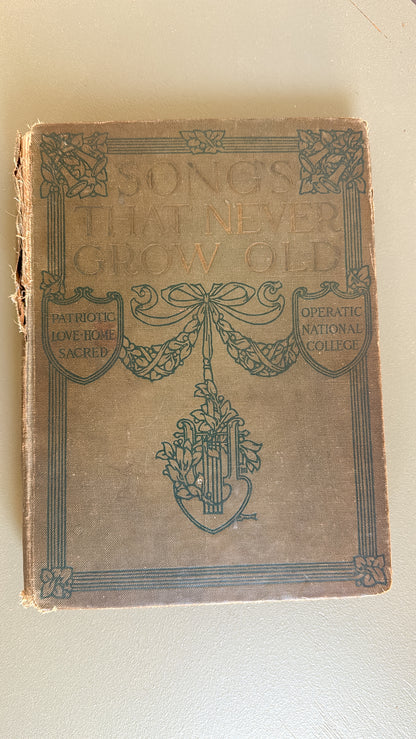 SONGS
THAT NEVER
GROW OLD
PATRIOTIC
LOVE·HOME
SACRED
OPERATIC
NATIONAL
COLLEGE